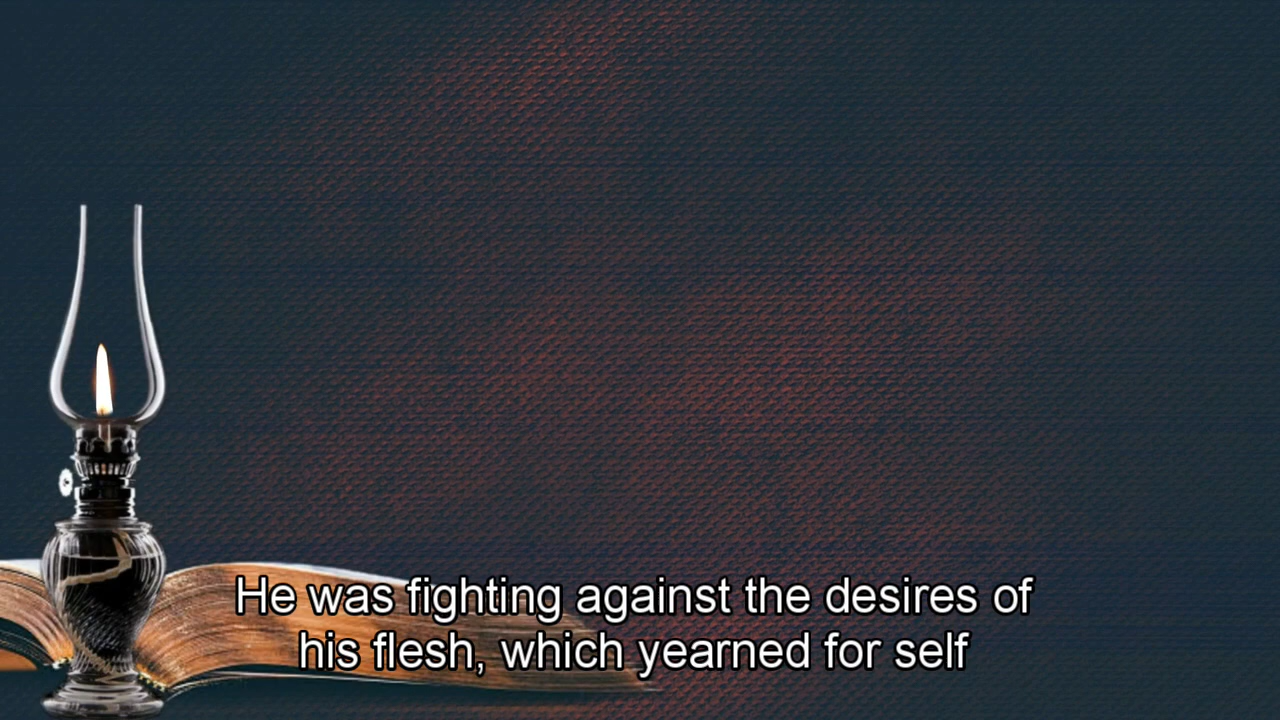 He was fighting against the desires of
his flesh, which yearned for self